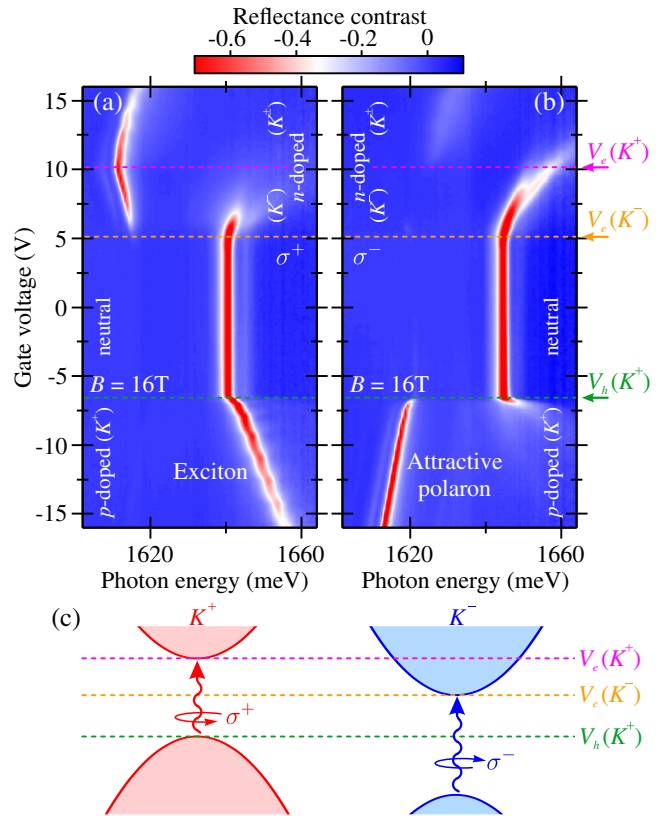 Reflectance contrast
-0.6 -0.4 -0.2 0
(a) (b)
n-doped (K⁻) (K⁺)
n-doped (K⁻) (K⁺)
15
10
5
0
-5
-10
-15
Gate voltage (V)
σ⁺
σ⁻
neutral
neutral
B = 16T
B = 16T
p-doped (K⁺)
p-doped (K⁺)
Exciton
Attractive
polaron
Vₑ(K⁺)
Vₑ(K⁻)
Vₕ(K⁺)
1620 1660 1620 1660
Photon energy (meV) Photon energy (meV)
(c)
K⁺ K⁻
Vₑ(K⁺)
Vₑ(K⁻)
σ⁺
Vₕ(K⁺)
σ⁻